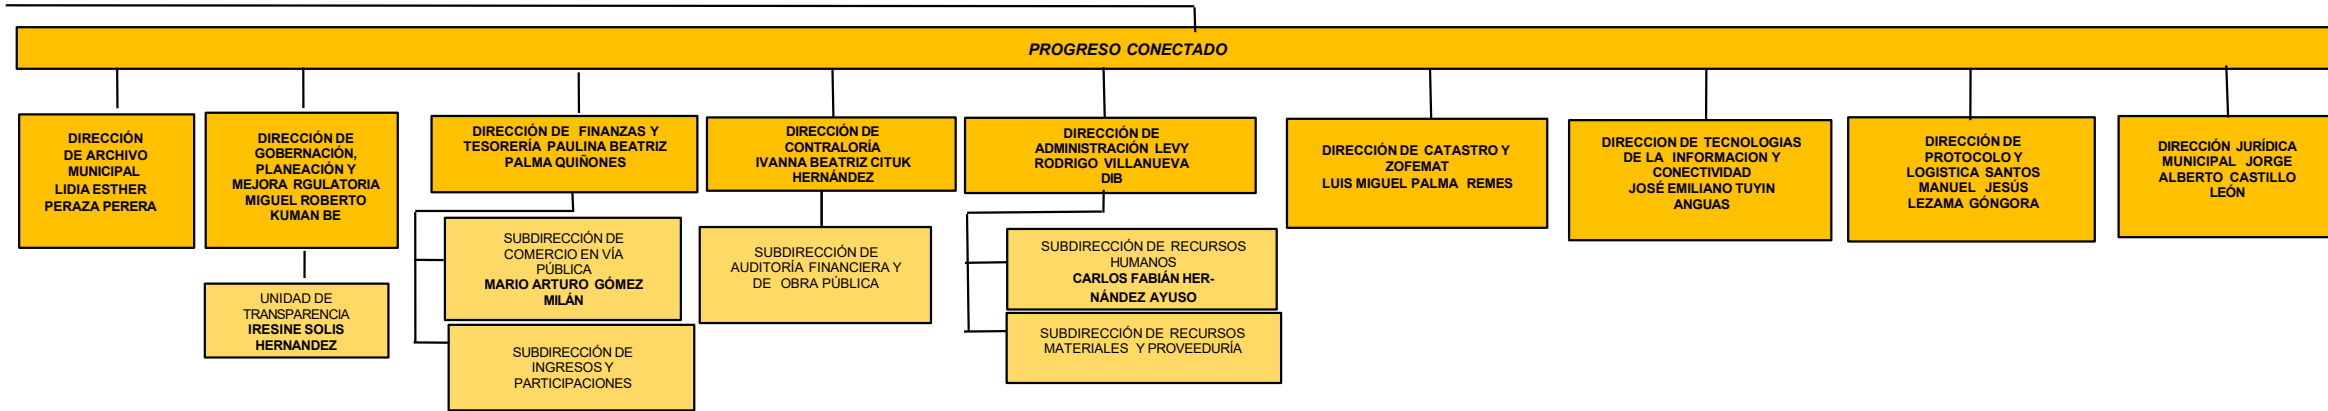 PROGRESO CONECTADO
DIRECCIÓN
DE ARCHIVO
MUNICIPAL
LIDIA ESTHER
PERAZA PERERA
DIRECCIÓN DE
GOBERNACIÓN,
PLANEACIÓN Y
MEJORA RGULATORIA
MIGUEL ROBERTO
KUMAN BE
UNIDAD DE
TRANSPARENCIA
IRESINE SOLIS
HERNANDEZ
DIRECCIÓN DE FINANZAS Y
TESORERÍA PAULINA BEATRIZ
PALMA QUIÑONES
SUBDIRECCIÓN DE
COMERCIO EN VÍA
PÚBLICA
MARIO ARTURO GÓMEZ
MILÁN
SUBDIRECCIÓN DE
INGRESOS Y
PARTICIPACIONES
DIRECCIÓN DE
CONTRALORÍA
IVANNA BEATRIZ CITUK
HERNÁNDEZ
SUBDIRECCIÓN DE
AUDITORÍA FINANCIERA Y
DE OBRA PÚBLICA
DIRECCIÓN DE
ADMINISTRACIÓN LEVY
RODRIGO VILLANUEVA
DIB
SUBDIRECCIÓN DE RECURSOS
HUMANOS
CARLOS FABIÁN HER-
NÁNDEZ AYUSO
SUBDIRECCIÓN DE RECURSOS
MATERIALES Y PROVEEDURÍA
DIRECCIÓN DE CATASTRO Y
ZOFEMAT
LUIS MIGUEL PALMA REMES
DIRECCION DE TECNOLOGIAS
DE LA INFORMACION Y
CONECTIVIDAD
JOSÉ EMILIANO TUYIN
ANGUAS
DIRECCIÓN DE
PROTOCOLO Y
LOGISTICA SANTOS
MANUEL JESÚS
LEZAMA GÓNGORA
DIRECCIÓN JURÍDICA
MUNICIPAL JORGE
ALBERTO CASTILLO
LEÓN